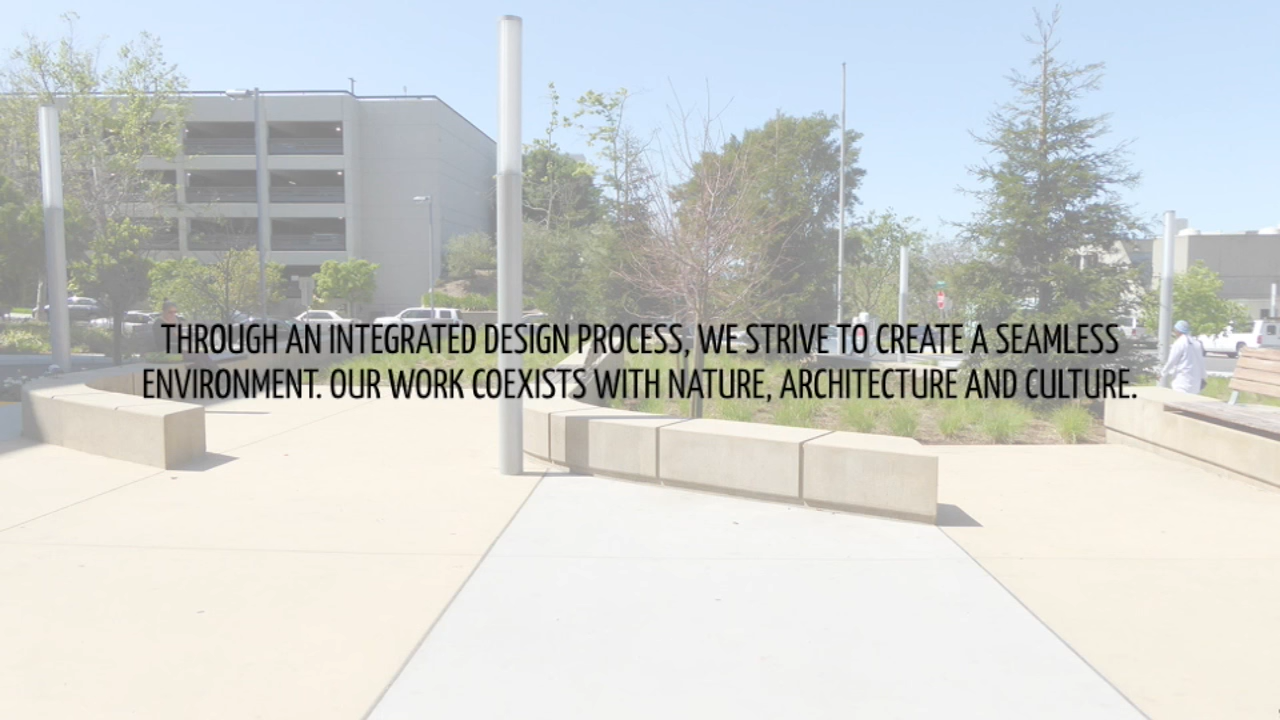 THROUGH AN INTEGRATED DESIGN PROCESS, WE STRIVE TO CREATE A SEAMLESS
ENVIRONMENT. OUR WORK COEXISTS WITH NATURE, ARCHITECTURE AND CULTURE.